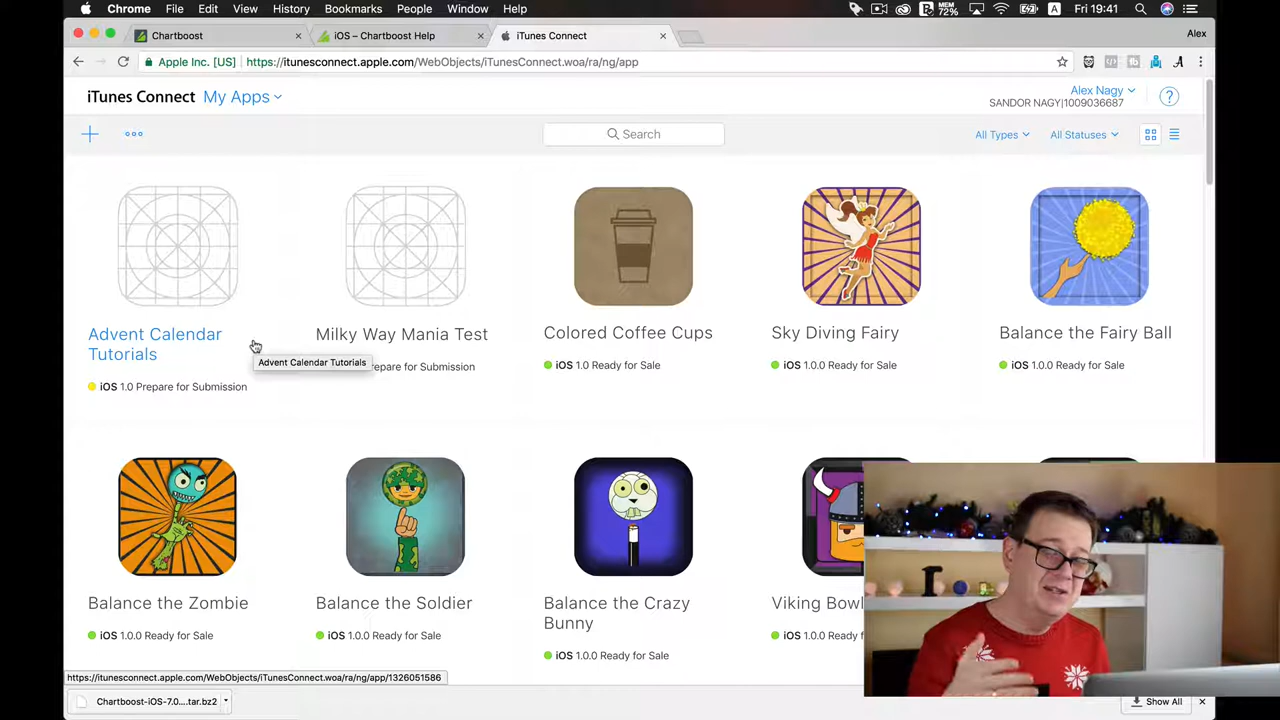 Chrome File Edit View History Bookmarks People Window Help MEM 72% A Fri 19:41
Chartboost iOS – Chartboost Help iTunes Connect Alex
Apple Inc. [US] https://itunesconnect.apple.com/WebObjects/iTunesConnect.woa/ra/ng/app
iTunes Connect My Apps Alex Nagy
SANDOR NAGY|1009036687 ?
Search All Types All Statuses
Advent Calendar
Tutorials
Milky Way Mania Test
Colored Coffee Cups
Sky Diving Fairy
Balance the Fairy Ball
Advent Calendar Tutorials
iOS 1.0 Prepare for Submission
repare for Submission
iOS 1.0 Ready for Sale
iOS 1.0.0 Ready for Sale
iOS 1.0.0 Ready for Sale
Balance the Zombie
Balance the Soldier
Balance the Crazy
Bunny
Viking Bowl
iOS 1.0.0 Ready for Sale
iOS 1.0.0 Ready for Sale
iOS 1.0.0 Ready for Sale
iOS 1.0.0 Ready for Sa
https://itunesconnect.apple.com/WebObjects/iTunesConnect.woa/ra/ng/app/1326051586
Chartboost-iOS-7.0....tar.bz2 Show All